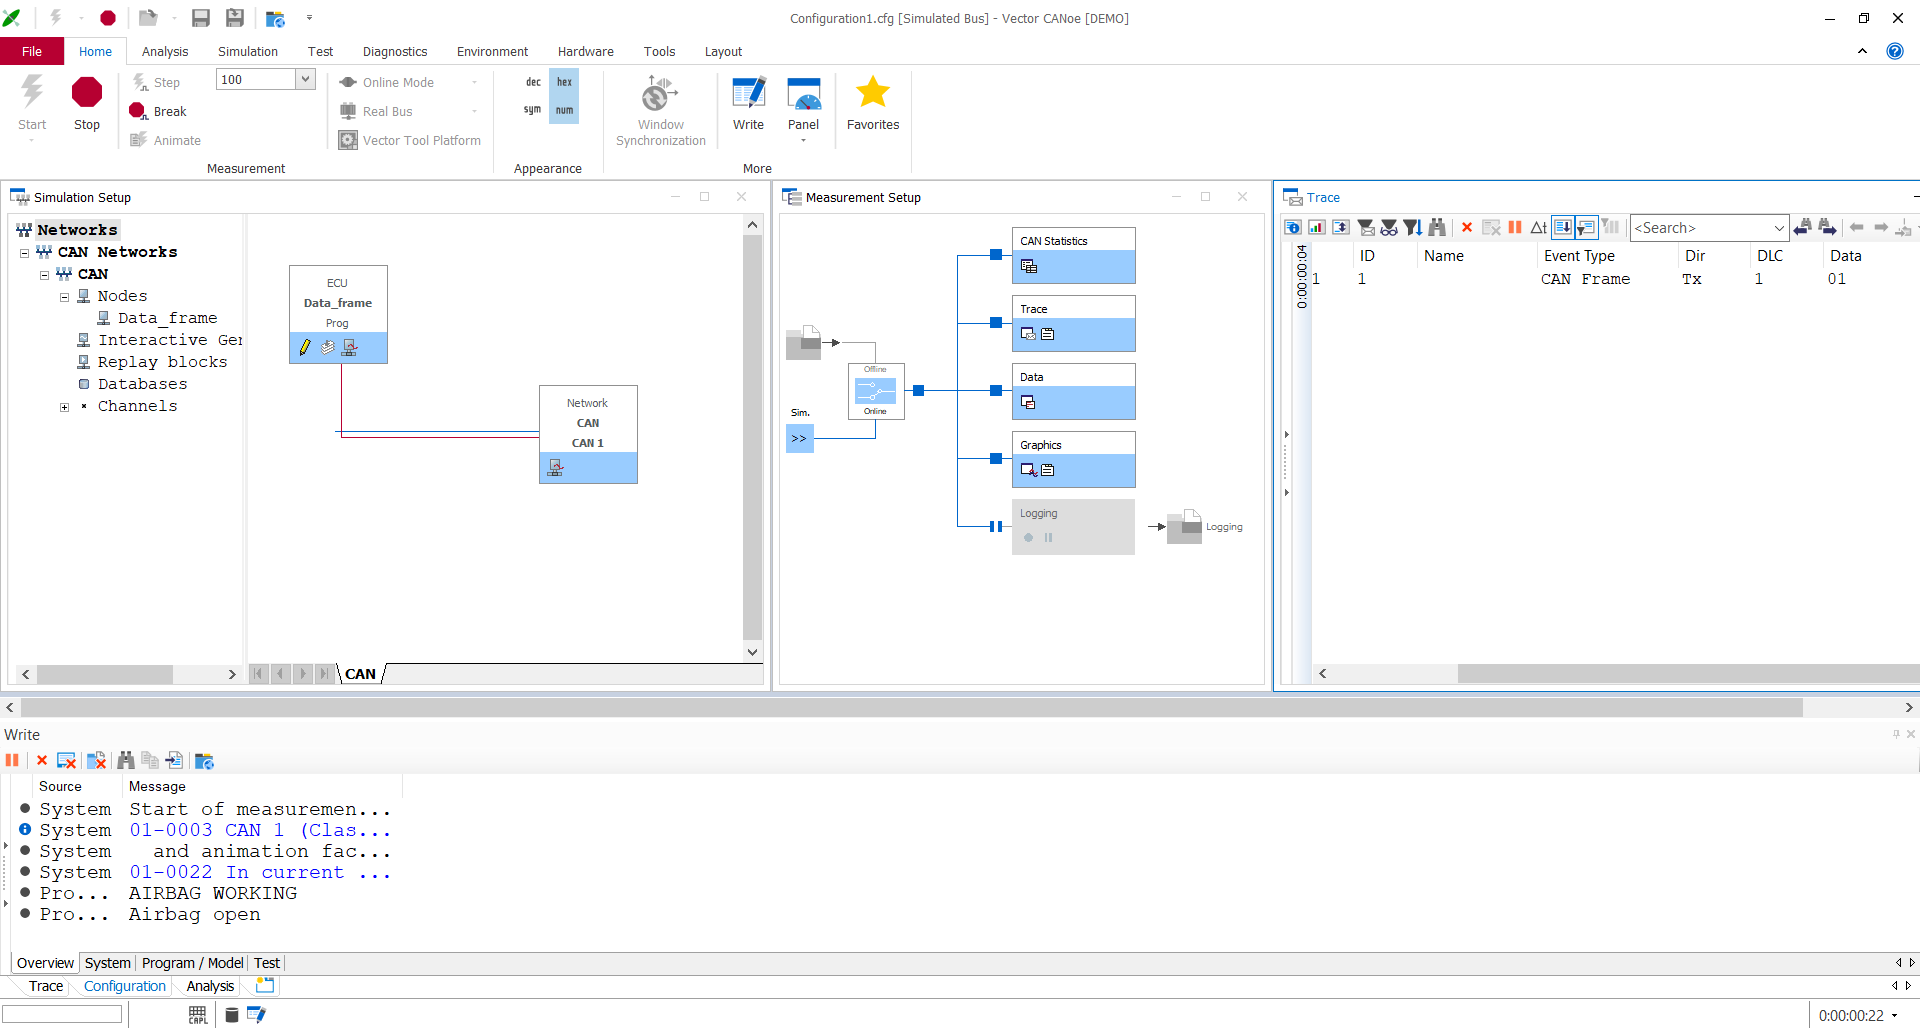 Configuration1.cfg [Simulated Bus] - Vector CANoe [DEMO]
File Home Analysis Simulation Test Diagnostics Environment Hardware Tools Layout
Start
Stop
Step
100
Break
Animate
Online Mode
Real Bus
Vector Tool Platform
Measurement
dec hex
sym num
Appearance
Window
Synchronization
Write
Panel
Favorites
More
Simulation Setup
Networks
CAN Networks
CAN
Nodes
Data_frame
Interactive Ger
Replay blocks
Databases
Channels
ECU
Data_frame
Prog
Network
CAN
CAN 1
CAN
Measurement Setup
Offline
Online
Sim.
>>
CAN Statistics
Trace
Data
Graphics
Logging
Logging
Trace
Δt
<Search>
0:00:00:04
ID Name Event Type Dir DLC Data
1 1 CAN Frame Tx 1 01
Write
Source Message
System Start of measuremen...
System 01-0003 CAN 1 (Clas...
System and animation fac...
System 01-0022 In current ...
Pro... AIRBAG WORKING
Pro... Airbag open
Overview System Program / Model Test
Trace Configuration Analysis
CAPL
0:00:00:22